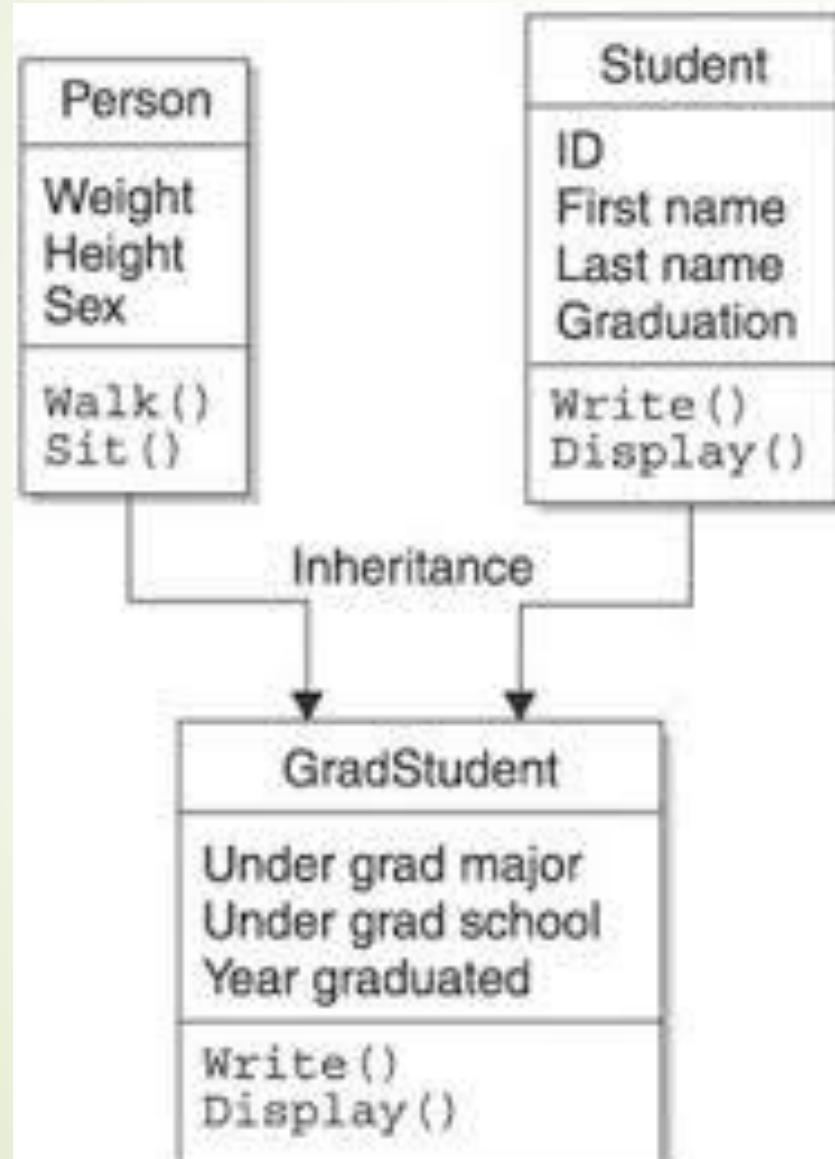 Person
Weight
Height
Sex
Walk()
Sit()
Student
ID
First name
Last name
Graduation
Write()
Display()
Inheritance
GradStudent
Under grad major
Under grad school
Year graduated
Write()
Display()